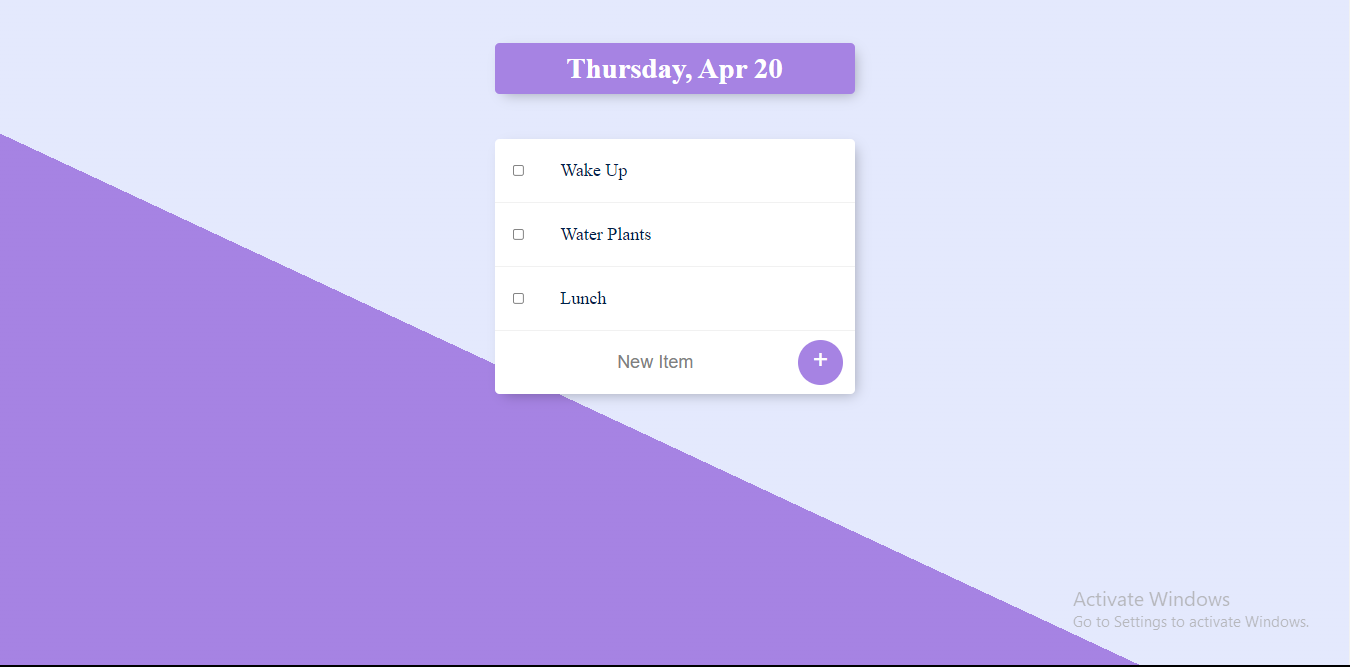 Thursday, Apr 20
Wake Up
Water Plants
Lunch
New Item
+
Activate Windows
Go to Settings to activate Windows.